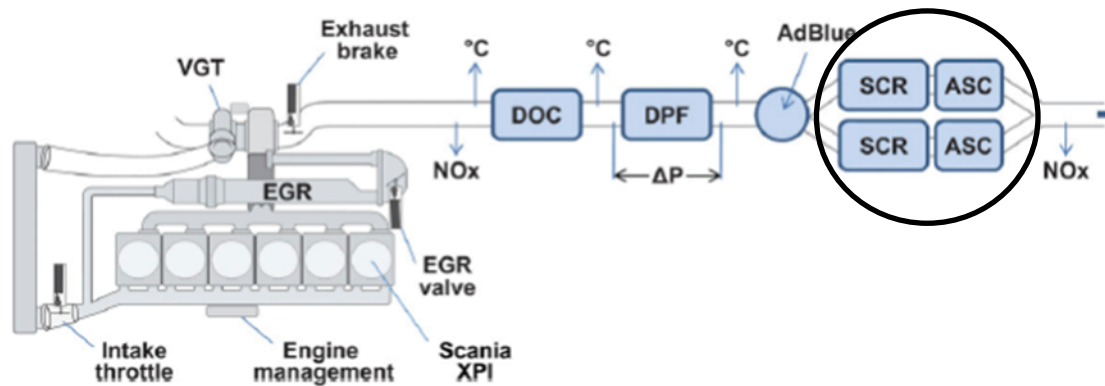 Exhaust
brake
VGT
°C
°C
°C
AdBlue
SCR
ASC
DOC
DPF
SCR
ASC
NOx
ΔP
NOx
EGR
EGR
valve
Intake
throttle
Engine
management
Scania
XPI